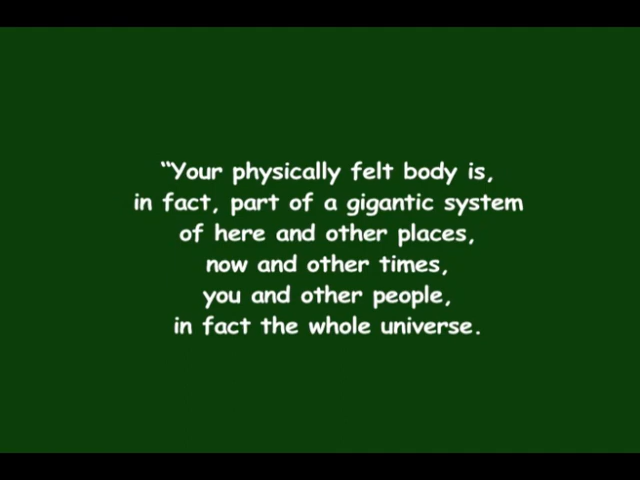 “Your physically felt body is,
in fact, part of a gigantic system
of here and other places,
now and other times,
you and other people,
in fact the whole universe.